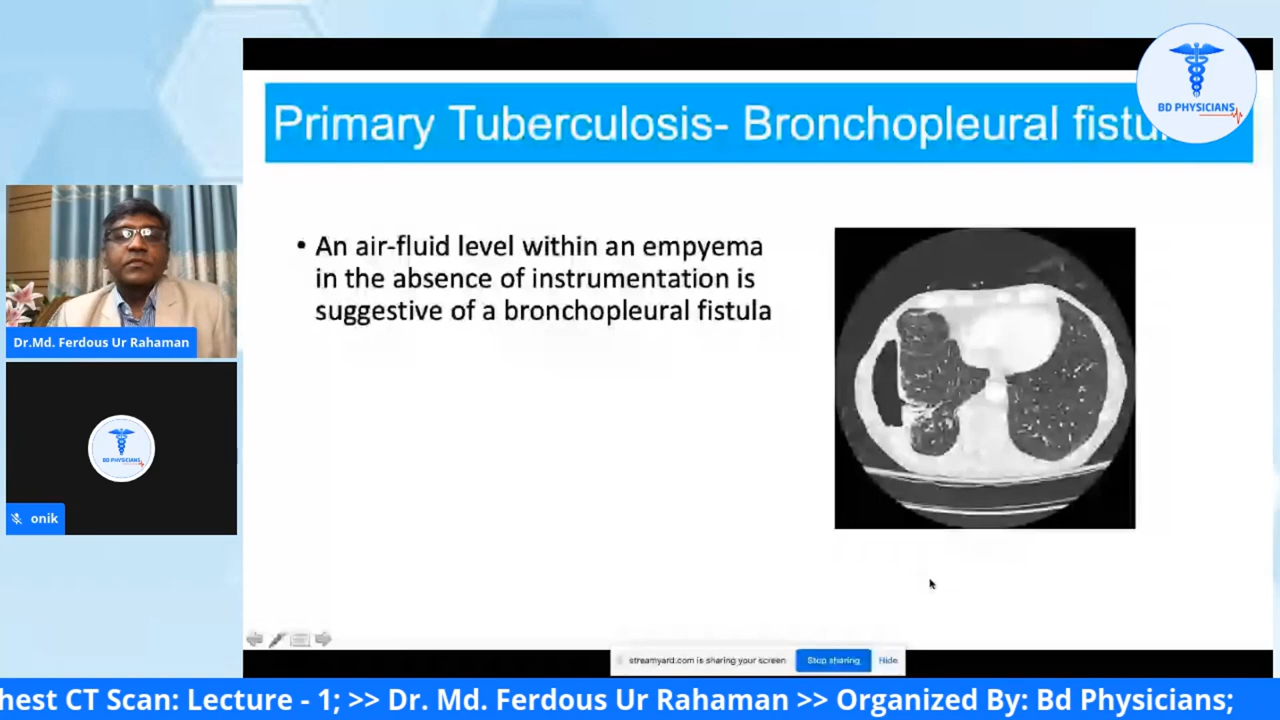 BD PHYSICIANS
Primary Tuberculosis- Bronchopleural
• An air-fluid level within an empyema
in the absence of instrumentation is
suggestive of a bronchopleural fistula
Dr.Md. Ferdous Ur Rahaman
BD PHYSICIANS
onik
streamyard.com is sharing your screen
Stop sharing
Hide
CT Scan: Lecture - 1; >> Dr. Md. Ferdous Ur Rahaman >> Organized By: Bd Physicians;